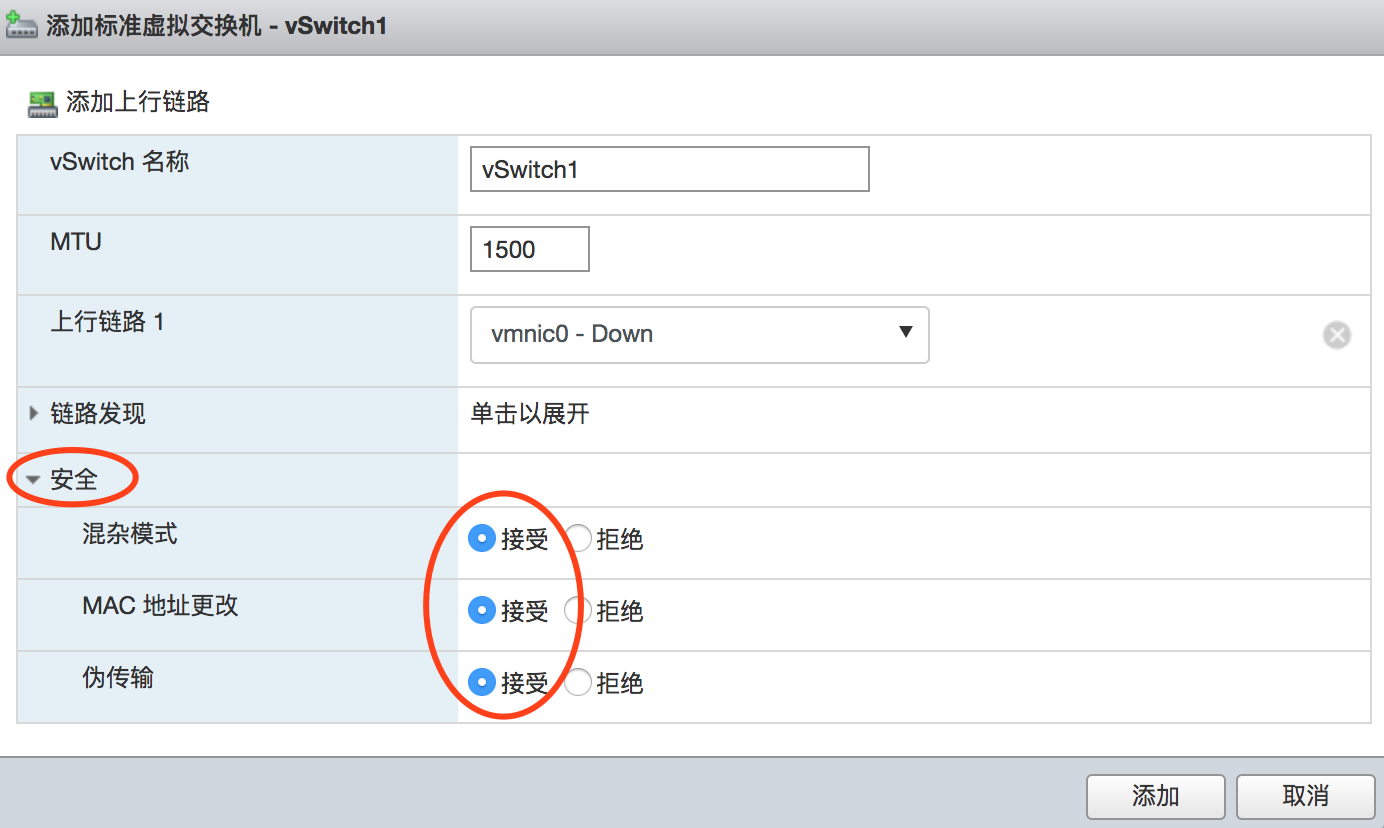 添加标准虚拟交换机 - vSwitch1
添加上行链路
vSwitch 名称 vSwitch1
MTU 1500
上行链路 1 vmnic0 - Down
链路发现 单击以展开
安全
混杂模式 接受 拒绝
MAC 地址更改 接受 拒绝
伪传输 接受 拒绝
添加 取消